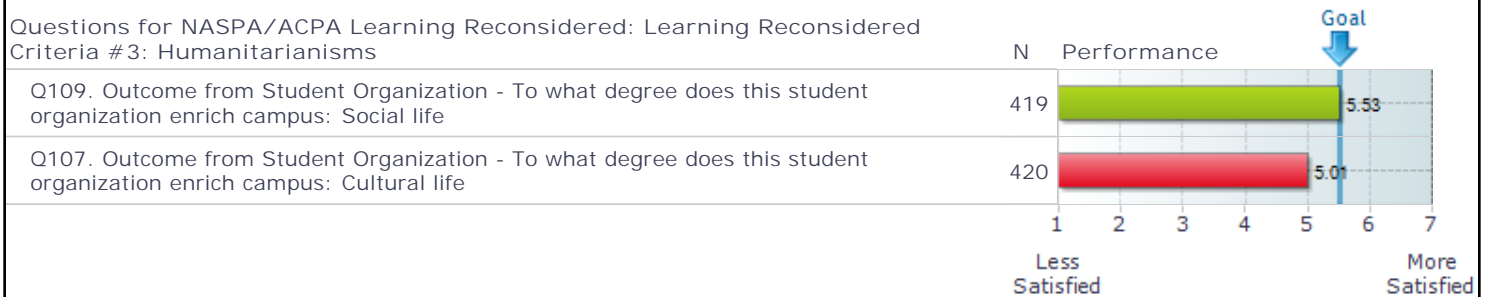 Goal
Questions for NASPA/ACPA Learning Reconsidered: Learning Reconsidered
Criteria #3: Humanitarianisms N Performance
Q109. Outcome from Student Organization - To what degree does this student
organization enrich campus: Social life
419
5.53
Q107. Outcome from Student Organization - To what degree does this student
organization enrich campus: Cultural life
420
5.01
1 2 3 4 5 6 7
Less
Satisfied
More
Satisfied